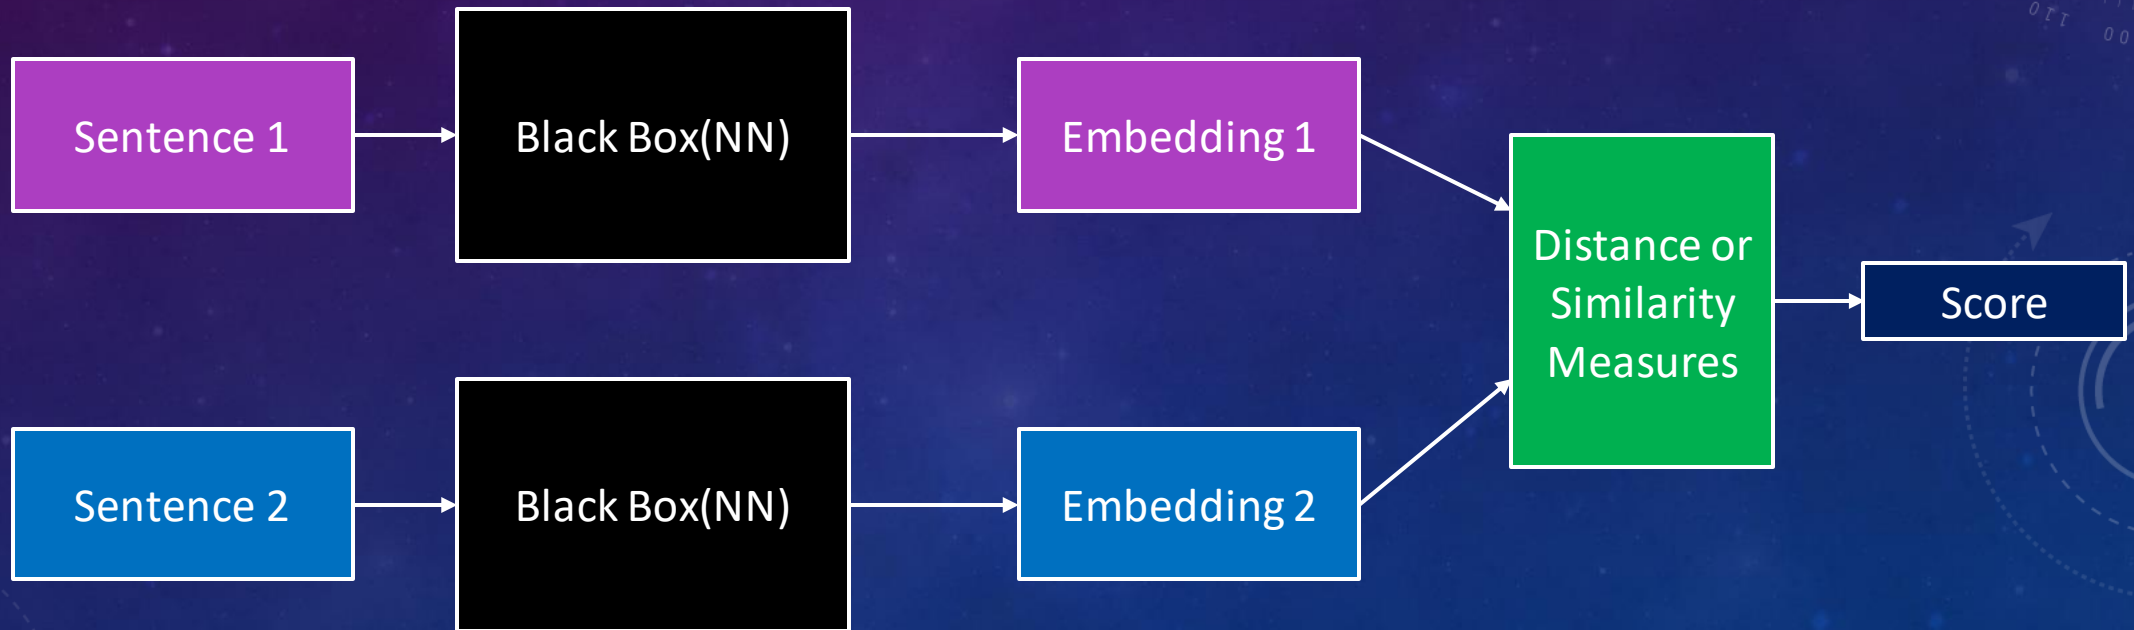 Sentence 1
Black Box(NN)
Embedding 1
Distance or
Similarity
Measures
Score
Sentence 2
Black Box(NN)
Embedding 2